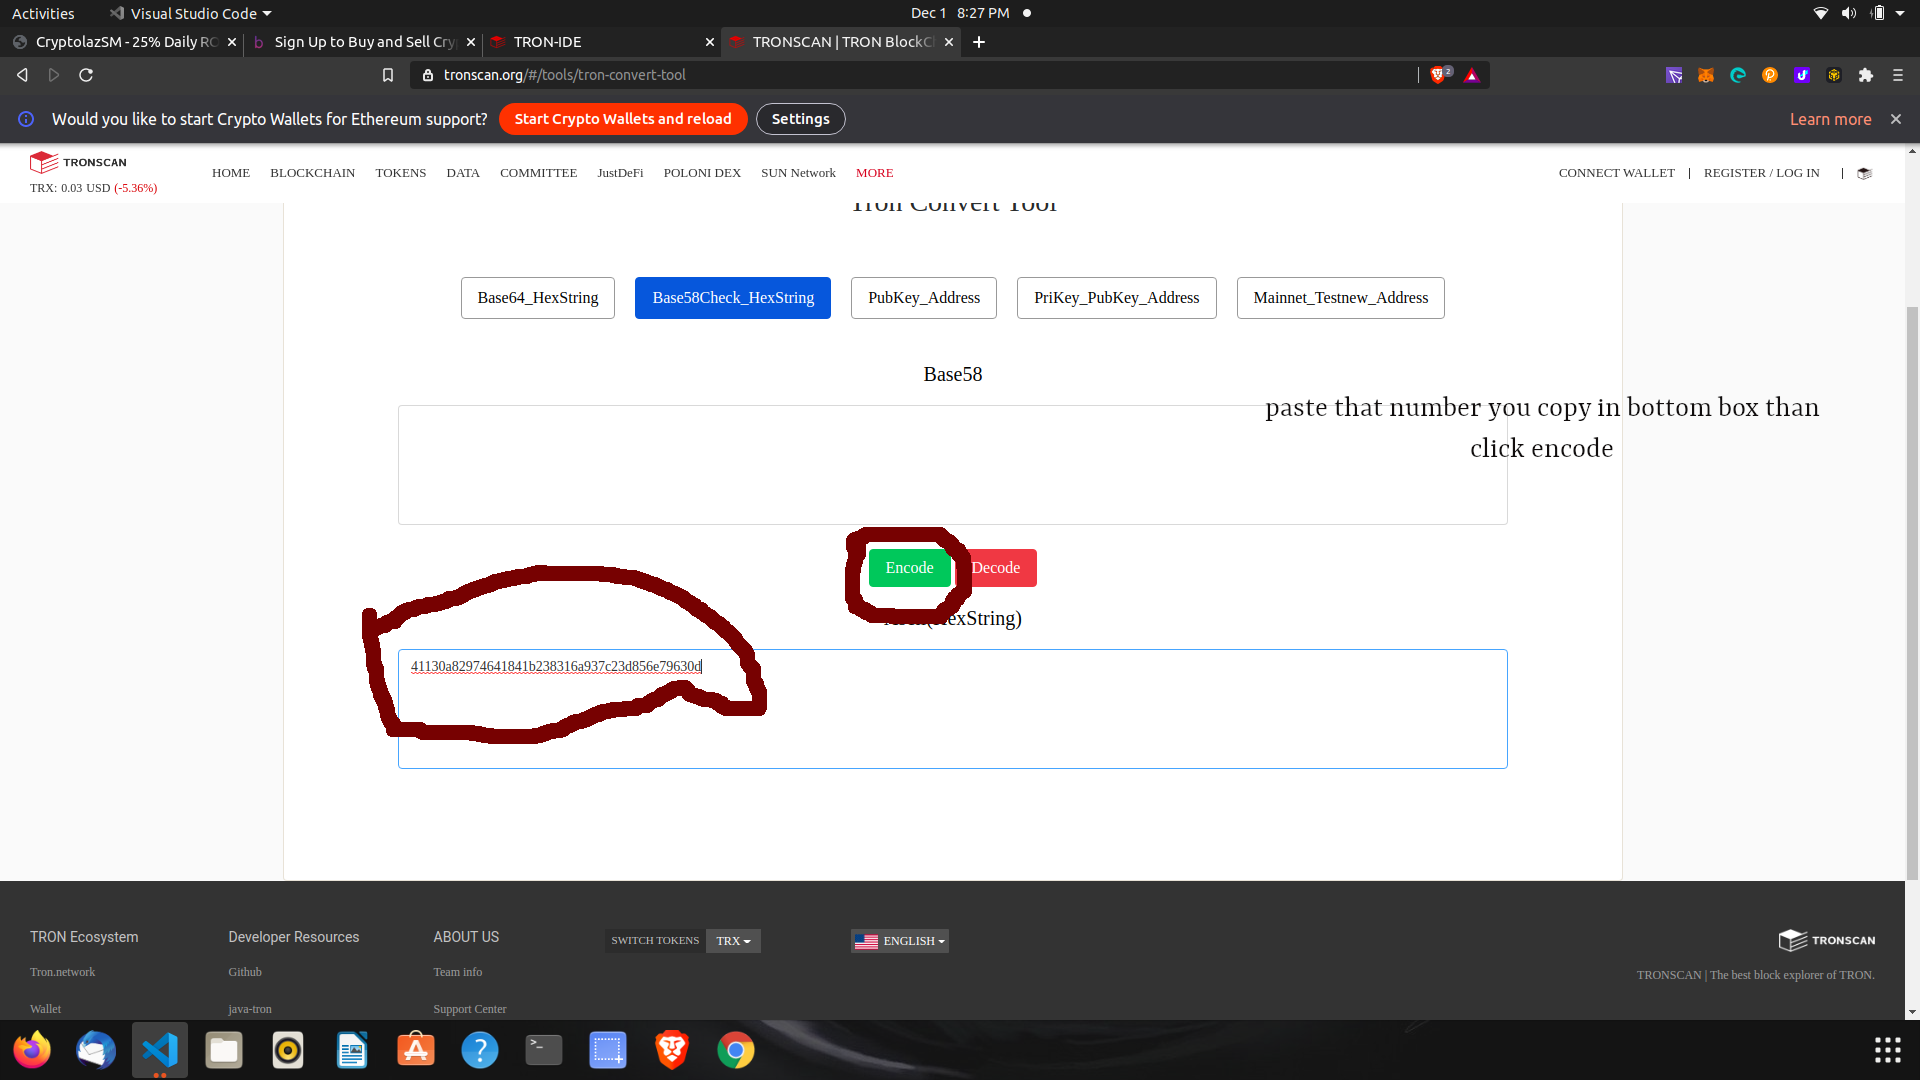 Activities
Visual Studio Code
Dec 1 8:27 PM
CryptolazSM - 25% Daily RO
Sign Up to Buy and Sell Cry
TRON-IDE
TRONSCAN | TRON BlockC
tronscan.org/#/tools/tron-convert-tool
2
Would you like to start Crypto Wallets for Ethereum support?
Start Crypto Wallets and reload
Settings
Learn more
TRONSCAN
TRX: 0.03 USD (-5.36%)
HOME
BLOCKCHAIN
TOKENS
DATA
COMMITTEE
JustDeFi
POLONI DEX
SUN Network
MORE
CONNECT WALLET
REGISTER / LOG IN
Tron Convert Tool
Base64_HexString
Base58Check_HexString
PubKey_Address
PriKey_PubKey_Address
Mainnet_Testnew_Address
Base58
paste that number you copy in bottom box than
click encode
Encode
Decode
(HexString)
41130a82974641841b238316a937c23d856e79630d
TRON Ecosystem
Developer Resources
ABOUT US
SWITCH TOKENS
TRX
ENGLISH
TRONSCAN
Tron.network
Github
Team info
TRONSCAN | The best block explorer of TRON.
Wallet
java-tron
Support Center